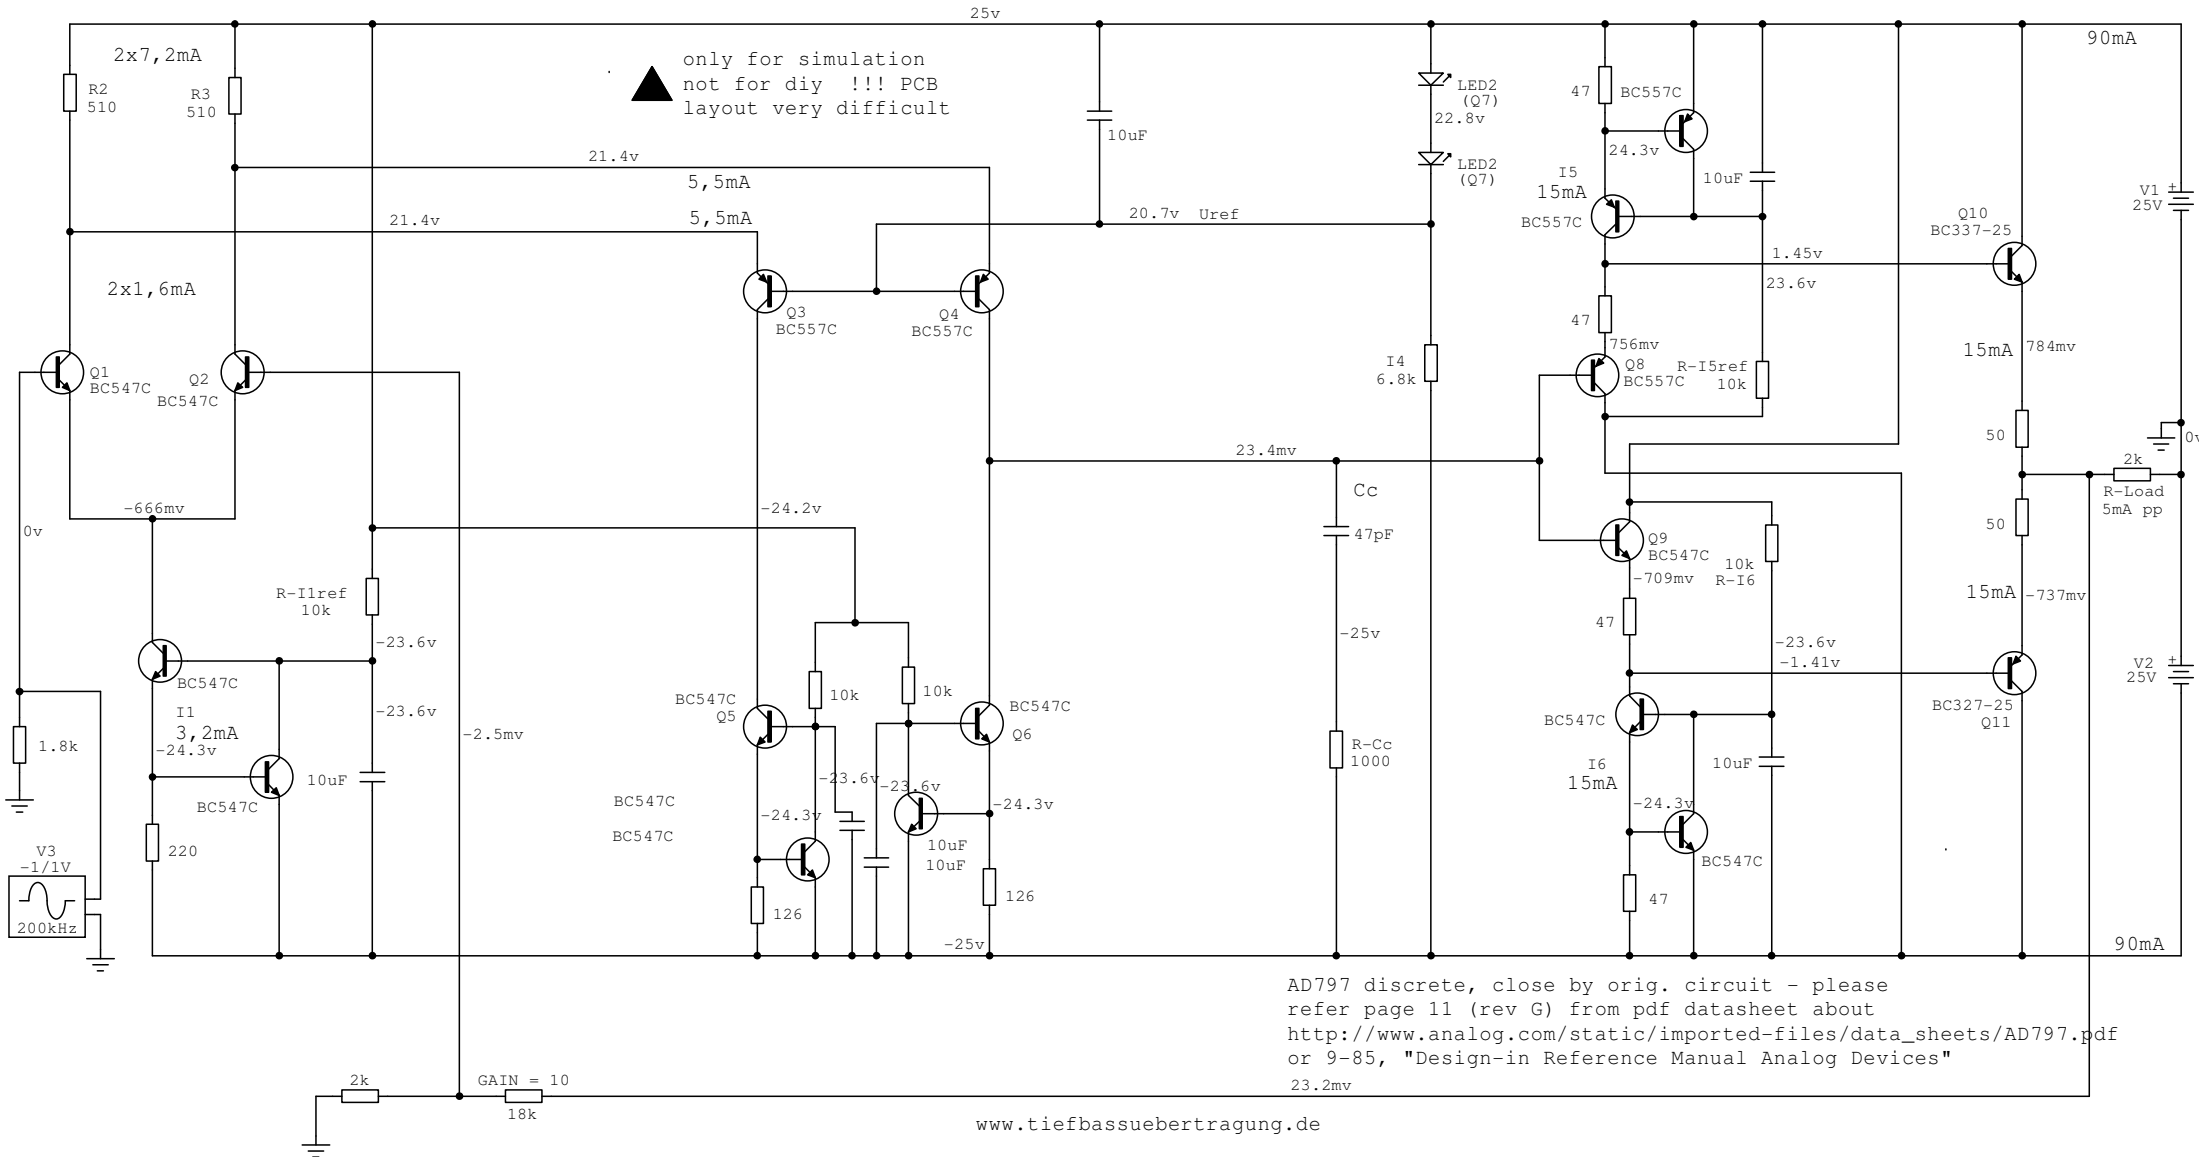 25v
90mA
2x7,2mA
R2
510
R3
510
only for simulation
not for diy !!! PCB
layout very difficult
10uF
LED2
(Q7)
22.8v
LED2
(Q7)
47
BC557C
24.3v
I5
15mA
BC557C
10uF
V1
25V
+
21.4v
5,5mA
5,5mA
21.4v
20.7v Uref
Q10
BC337-25
1.45v
23.6v
2x1,6mA
Q3
BC557C
Q4
BC557C
47
756mv
Q8
BC557C
R-I5ref
10k
15mA
784mv
I4
6.8k
Q1
BC547C
Q2
BC547C
50
0v
2k
R-Load
5mA pp
23.4mv
Cc
47pF
-24.2v
-666mv
0v
Q9
BC547C
-709mv
10k
R-I6
50
15mA
-737mv
R-I1ref
10k
-23.6v
47
-23.6v
-1.41v
V2
25V
+
BC547C
I1
3,2mA
-24.3v
-23.6v
-2.5mv
10k
10k
BC547C
Q5
BC547C
Q6
-25v
BC547C
BC327-25
Q11
1.8k
10uF
BC547C
-23.6v
-23.6v
R-Cc
1000
I6
15mA
10uF
-24.3v
BC547C
BC547C
BC547C
-24.3v
-24.3v
10uF
10uF
220
V3
-1/1V
200kHz
126
126
47
-25v
90mA
AD797 discrete, close by orig. circuit - please
refer page 11 (rev G) from pdf datasheet about
http://www.analog.com/static/imported-files/data_sheets/AD797.pdf
or 9-85, "Design-in Reference Manual Analog Devices"
2k
GAIN = 10
18k
23.2mv
www.tiefbassuebertragung.de